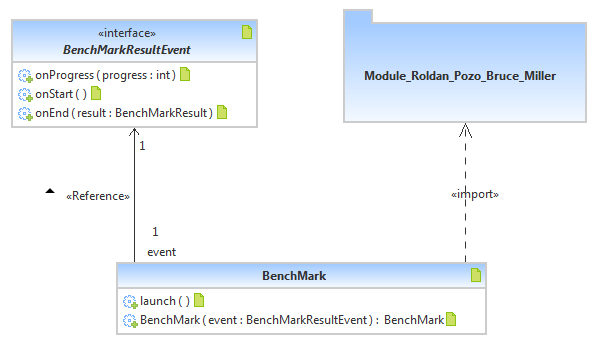 «interface»
BenchMarkResultEvent
onProgress ( progress : int )
onStart ( )
onEnd ( result : BenchMarkResult )
Module_Roldan_Pozo_Bruce_Miller
1
«Reference»
«import»
1
event
BenchMark
launch ( )
BenchMark ( event : BenchMarkResultEvent ) : BenchMark